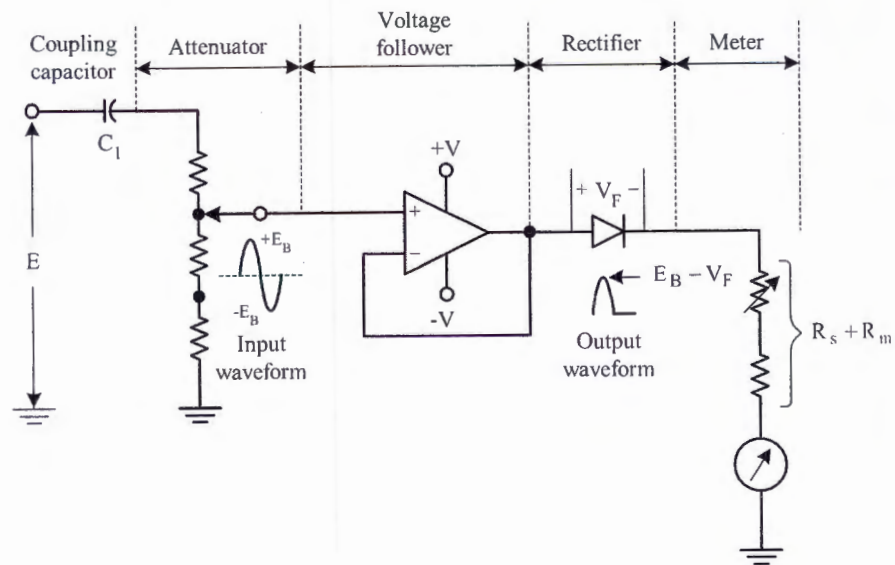 Coupling
capacitor
Attenuator
Voltage
follower
Rectifier
Meter
C1
+V
+ VF −
E
+
−
+EB
-EB
-V
EB − VF
Input
waveform
Output
waveform
Rs + Rm